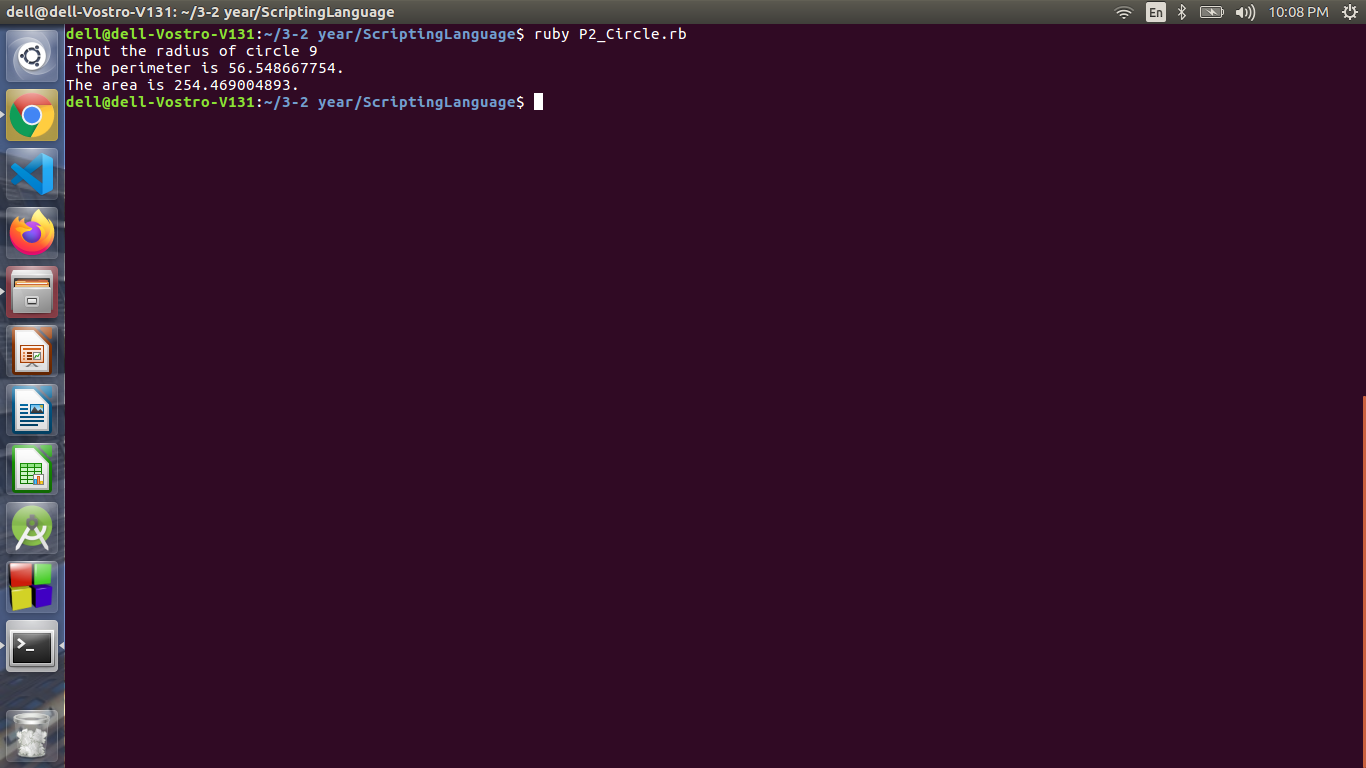 dell@dell-Vostro-V131: ~/3-2 year/ScriptingLanguage
En
10:08 PM
dell@dell-Vostro-V131:~/3-2 year/ScriptingLanguage$ ruby P2_Circle.rb
Input the radius of circle 9
 the perimeter is 56.548667754.
The area is 254.469004893.
dell@dell-Vostro-V131:~/3-2 year/ScriptingLanguage$